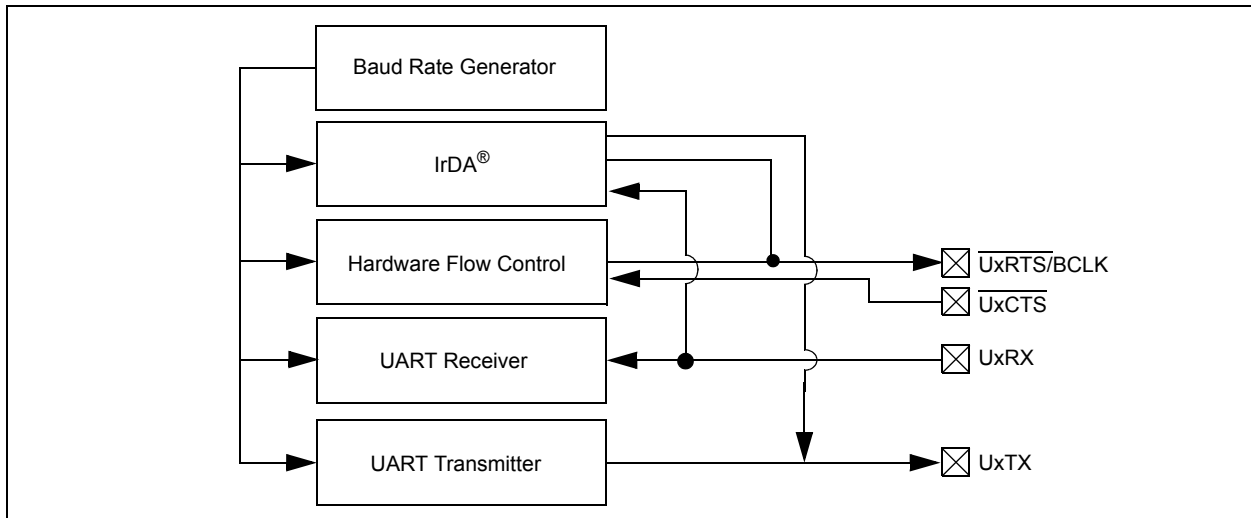 Baud Rate Generator
IrDA®
Hardware Flow Control
UxRTS/BCLK
UxCTS
UART Receiver
UxRX
UART Transmitter
UxTX